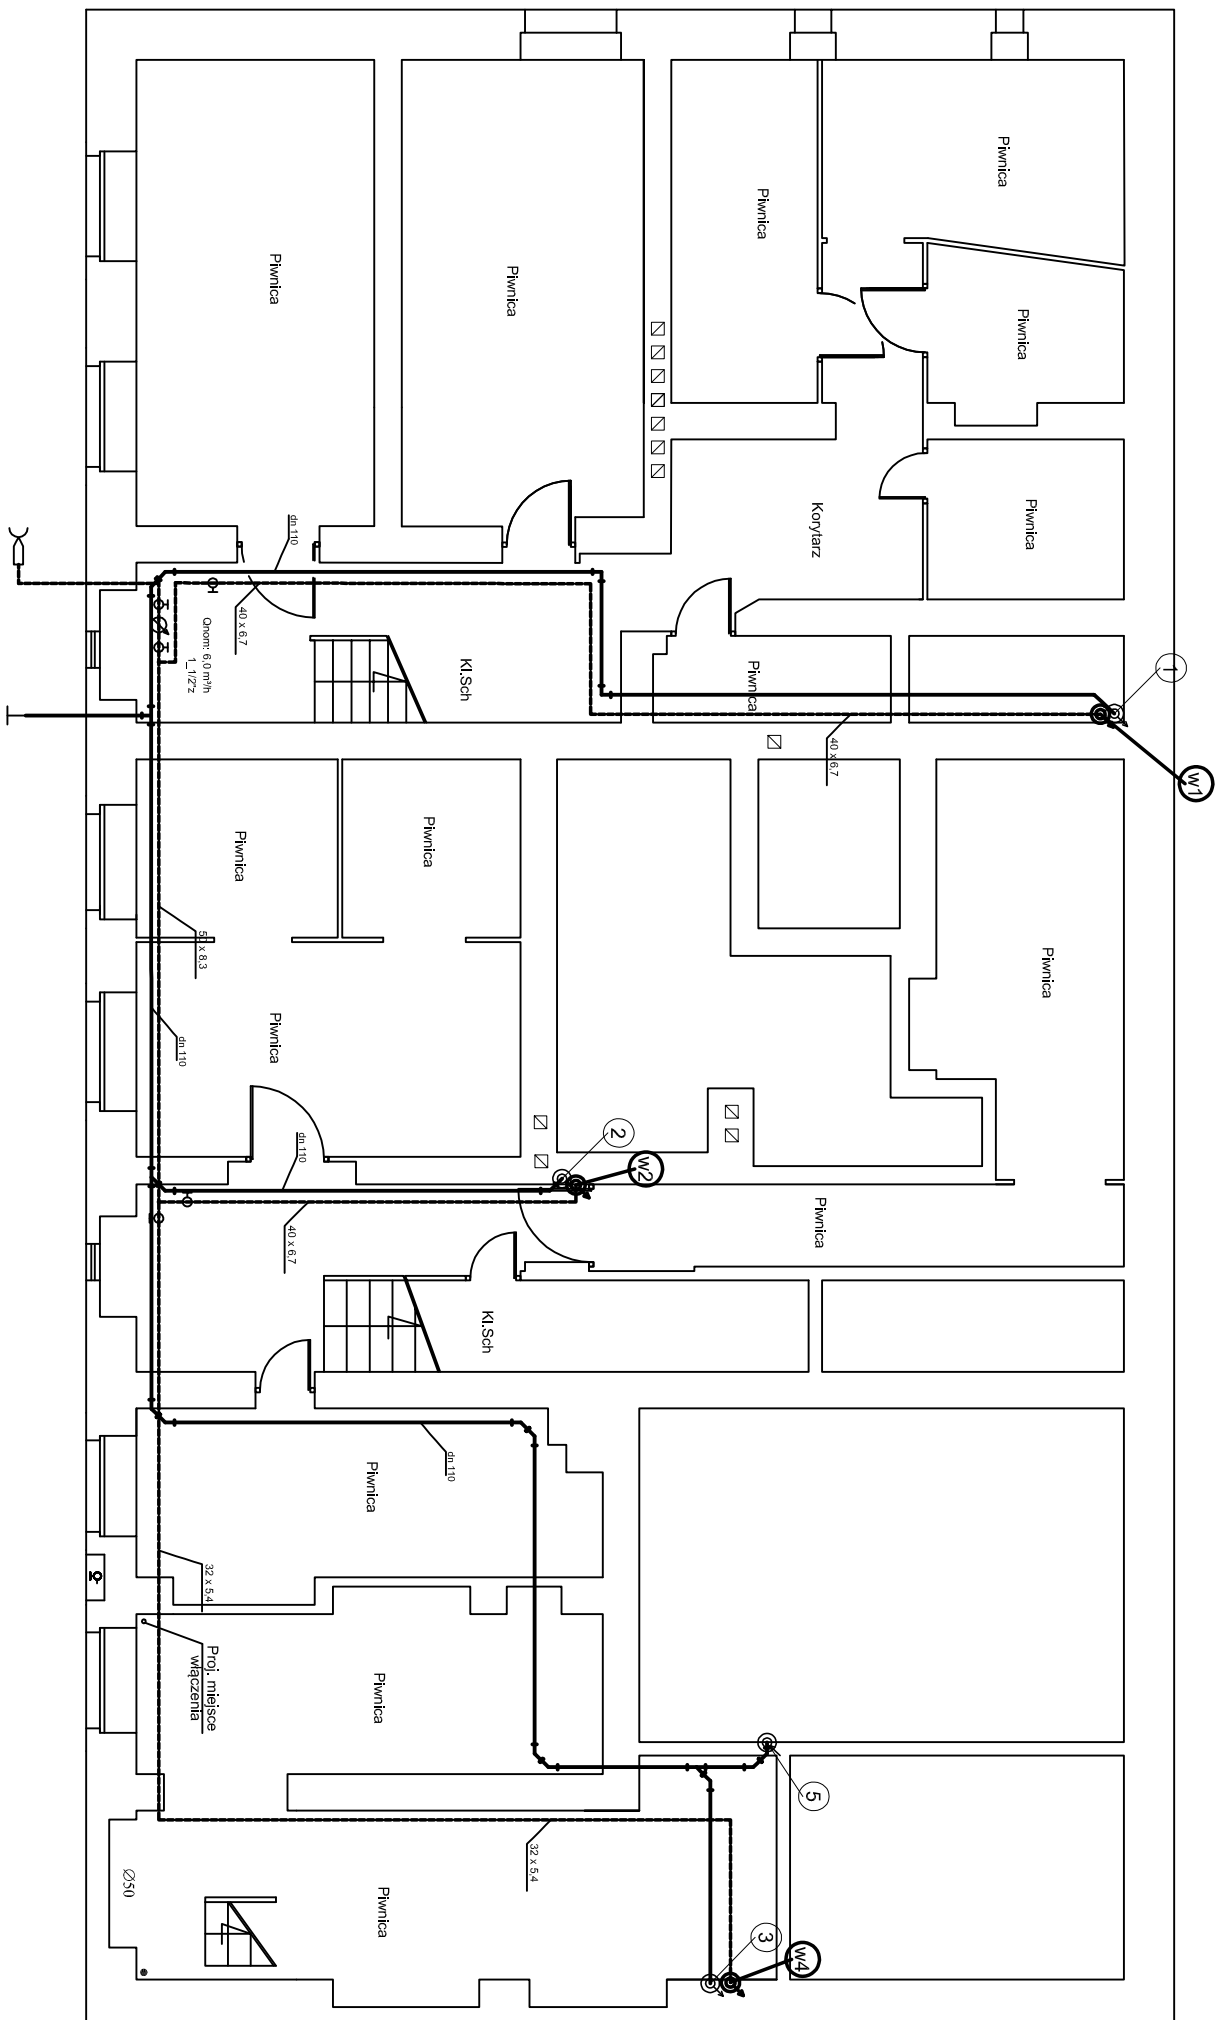 Piwnica
Piwnica
Piwnica
Piwnica
Piwnica
Piwnica
Korytarz
dn 110
40 x 6,7
Qnom: 6,0 m³/h
1_1/2"z
Kl.Sch
Piwnica
1
w1
40 x 6,7
Piwnica
Piwnica
x 8,3
Piwnica
Piwnica
dn 110
dn 110
2
w2
40 x 6,7
Piwnica
Kl.Sch
dn 110
Piwnica
32 x 5,4
Proj. miejsce
włączenia
Piwnica
5
32 x 5,4
Ø50
Piwnica
3
w4